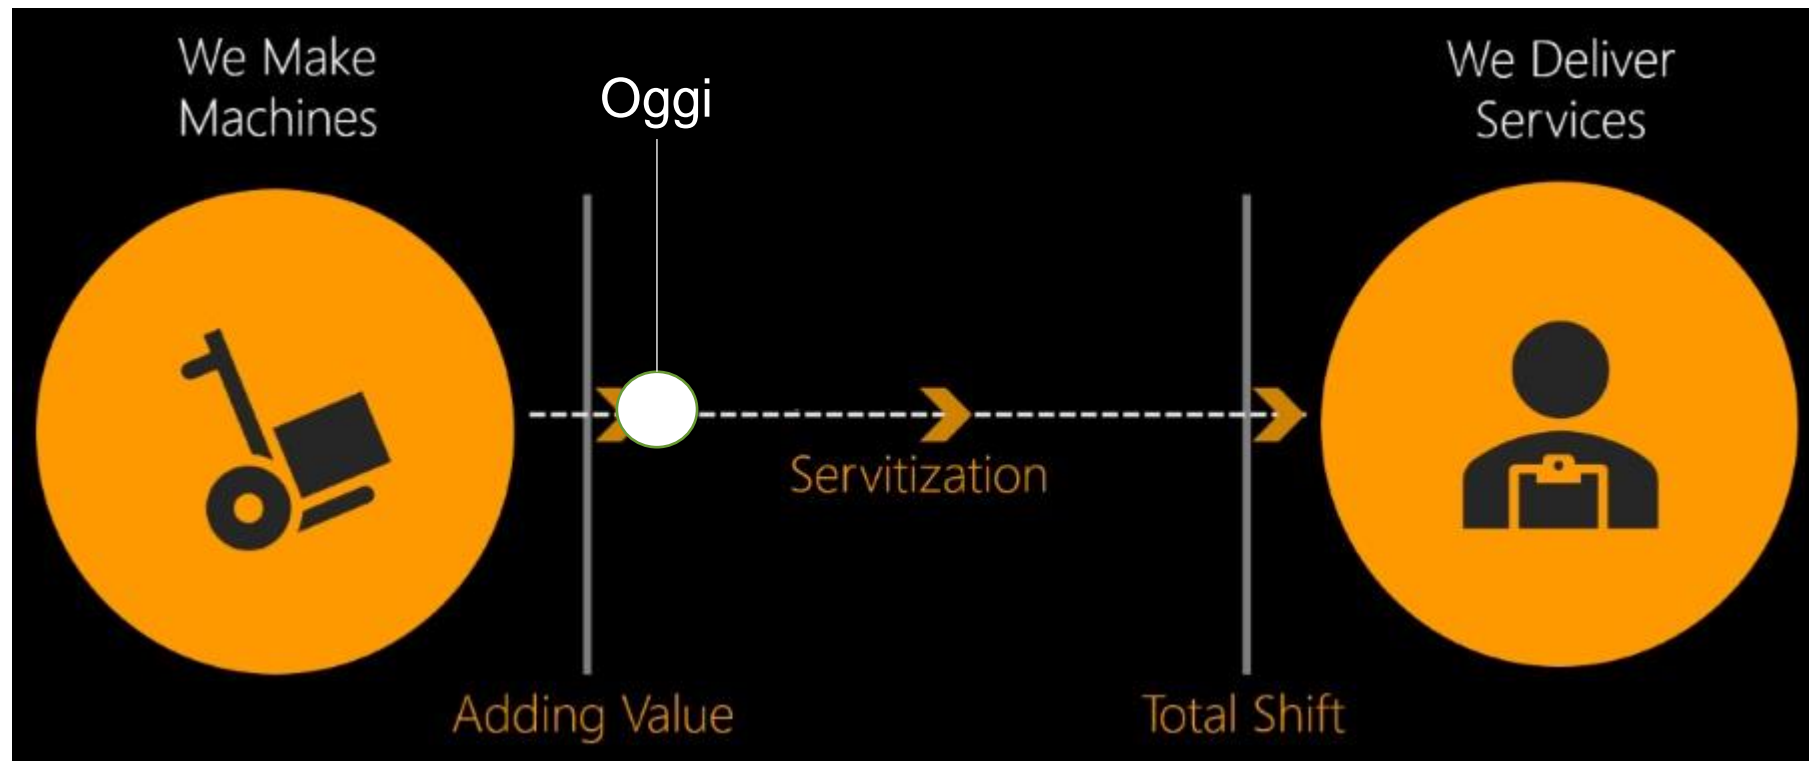 We Make
Machines
Oggi
We Deliver
Services
Servitization
Adding Value
Total Shift